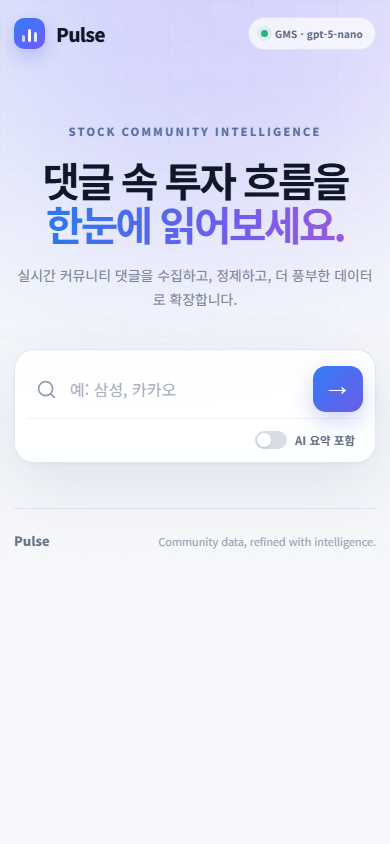 Pulse
GMS · gpt-5-nano
STOCK COMMUNITY INTELLIGENCE
댓글 속 투자 흐름을
한눈에 읽어보세요.
실시간 커뮤니티 댓글을 수집하고, 정제하고, 더 풍부한 데이터
로 확장합니다.
예: 삼성, 카카오
→
AI 요약 포함
Pulse
Community data, refined with intelligence.